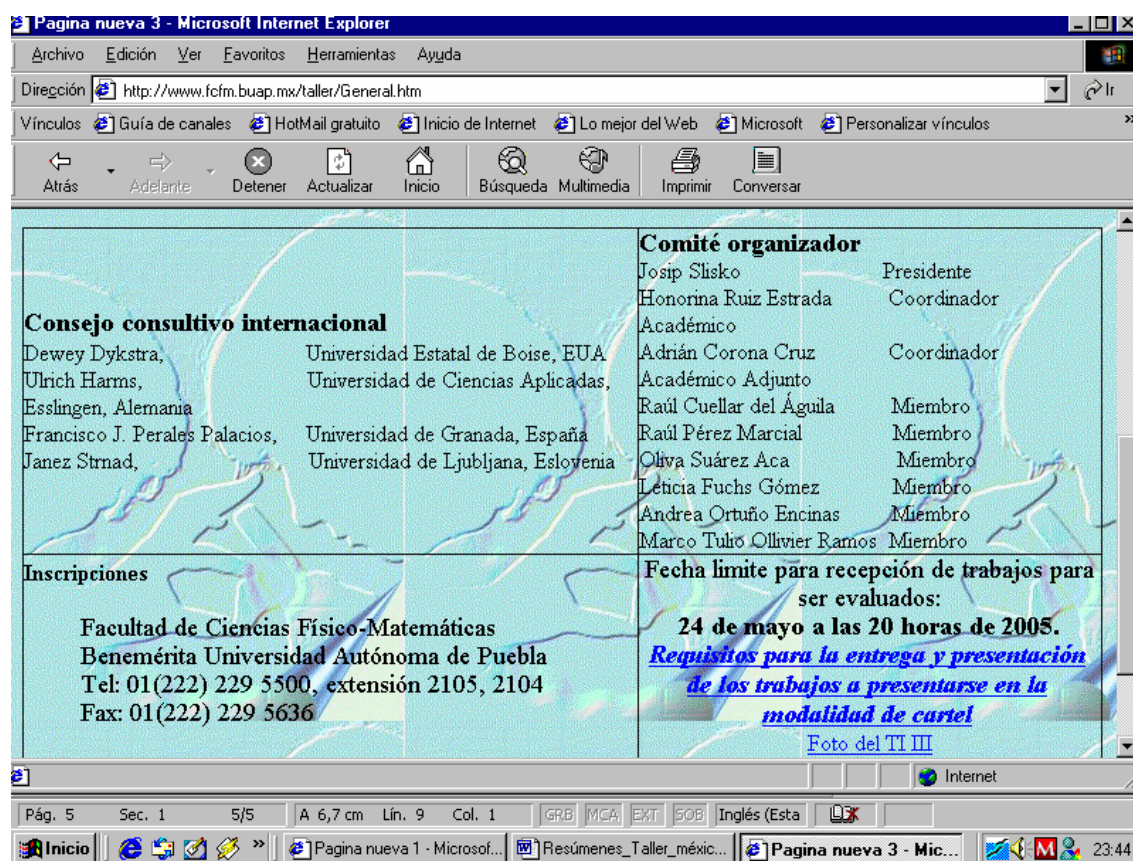 Pagina nueva 3 - Microsoft Internet Explorer
Archivo Edición Ver Favoritos Herramientas Ayuda
Dirección http://www.fcfm.buap.mx/taller/General.htm Ir
Vínculos Guía de canales HotMail gratuito Inicio de Internet Lo mejor del Web Microsoft Personalizar vínculos »
Atrás Adelante Detener Actualizar Inicio Búsqueda Multimedia Imprimir Conversar
Consejo consultivo internacional
Dewey Dykstra, Universidad Estatal de Boise, EUA
Ulrich Harms, Universidad de Ciencias Aplicadas,
Esslingen, Alemania
Francisco J. Perales Palacios, Universidad de Granada, España
Janez Strnad, Universidad de Ljubljana, Eslovenia
Comité organizador
Josip Slisko Presidente
Honorina Ruiz Estrada Coordinador
Académico
Adrián Corona Cruz Coordinador
Académico Adjunto
Raúl Cuellar del Águila Miembro
Raúl Pérez Marcial Miembro
Oliva Suárez Aca Miembro
Leticia Fuchs Gómez Miembro
Andrea Ortuño Encinas Miembro
Marco Tulio Ollivier Ramos Miembro
Inscripciones
Facultad de Ciencias Físico-Matemáticas
Benemérita Universidad Autónoma de Puebla
Tel: 01(222) 229 5500, extensión 2105, 2104
Fax: 01(222) 229 5636
Fecha limite para recepción de trabajos para
ser evaluados:
24 de mayo a las 20 horas de 2005.
Requisitos para la entrega y presentación
de los trabajos a presentarse en la
modalidad de cartel
Foto del TI III
Internet
Pág. 5 Sec. 1 5/5 A 6,7 cm Lín. 9 Col. 1 GRB MCA EXT SOB Inglés (Esta
Inicio » Pagina nueva 1 - Microsof... Resúmenes_Taller_méxic... Pagina nueva 3 - Mic... M 23:44